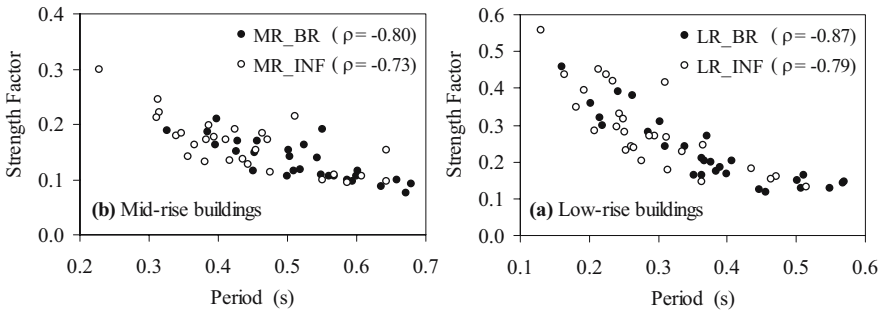 Strength Factor
0.4
0.3
0.2
0.1
0.0
MR_BR ( ρ= -0.80)
MR_INF ( ρ= -0.73)
(b) Mid-rise buildings
0.2 0.3 0.4 0.5 0.6 0.7
Period (s)
Strength Factor
0.6
0.5
0.4
0.3
0.2
0.1
0.0
LR_BR ( ρ= -0.87)
LR_INF ( ρ= -0.79)
(a) Low-rise buildings
0.1 0.2 0.3 0.4 0.5 0.6
Period (s)